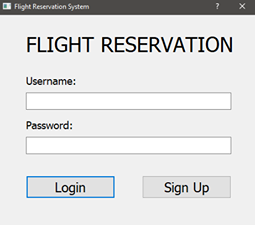 Flight Reservation System
FLIGHT RESERVATION
Username:
Password:
Login
Sign Up